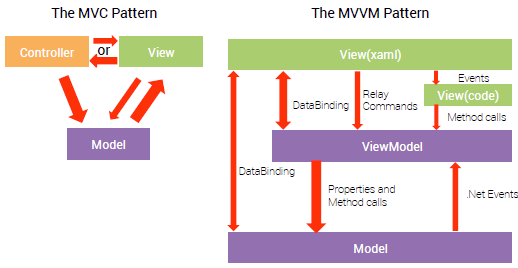 The MVC Pattern
Controller
or
View
Model
The MVVM Pattern
View(xaml)
Events
View(code)
DataBinding
Relay
Commands
Method calls
ViewModel
DataBinding
Properties and
Method calls
.Net Events
Model